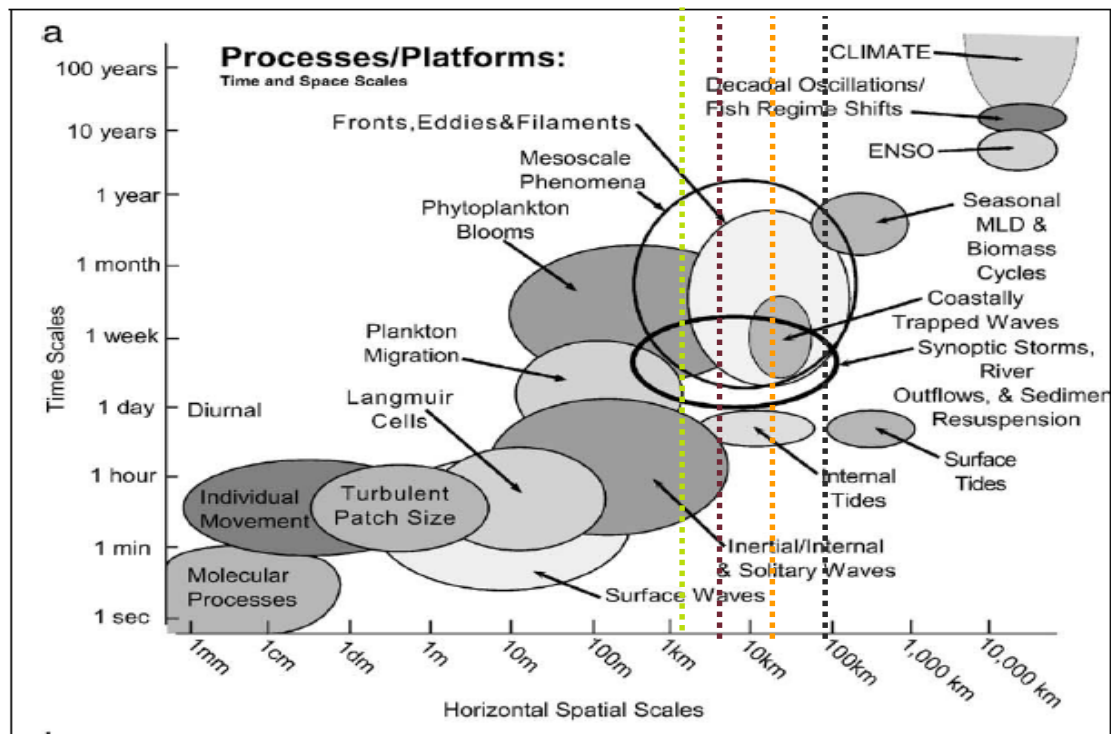 a
Processes/Platforms:
Time and Space Scales
CLIMATE
Decadal Oscillations/
Fish Regime Shifts
ENSO
Fronts,Eddies&Filaments
Mesoscale
Phenomena
Phytoplankton
Blooms
Seasonal
MLD &
Biomass
Cycles
Coastally
Trapped Waves
Plankton
Migration
Synoptic Storms,
River
Outflows, & Sedimen
Resuspension
Langmuir
Cells
Diurnal
Internal
Tides
Surface
Tides
Individual
Movement
Turbulent
Patch Size
Inertial/Internal
& Solitary Waves
Molecular
Processes
Surface Waves
Time Scales
100 years
10 years
1 year
1 month
1 week
1 day
1 hour
1 min
1 sec
1mm
1cm
1dm
1m
10m
100m
1km
10km
100km
1,000 km
10,000 km
Horizontal Spatial Scales